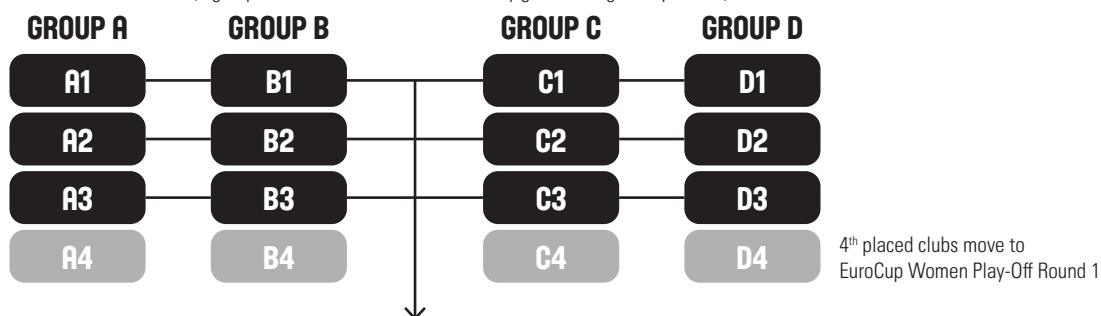 GROUP A GROUP B GROUP C GROUP D
A1 B1 C1 D1
A2 B2 C2 D2
A3 B3 C3 D3
A4 B4 C4 D4
4th placed clubs move to
EuroCup Women Play-Off Round 1